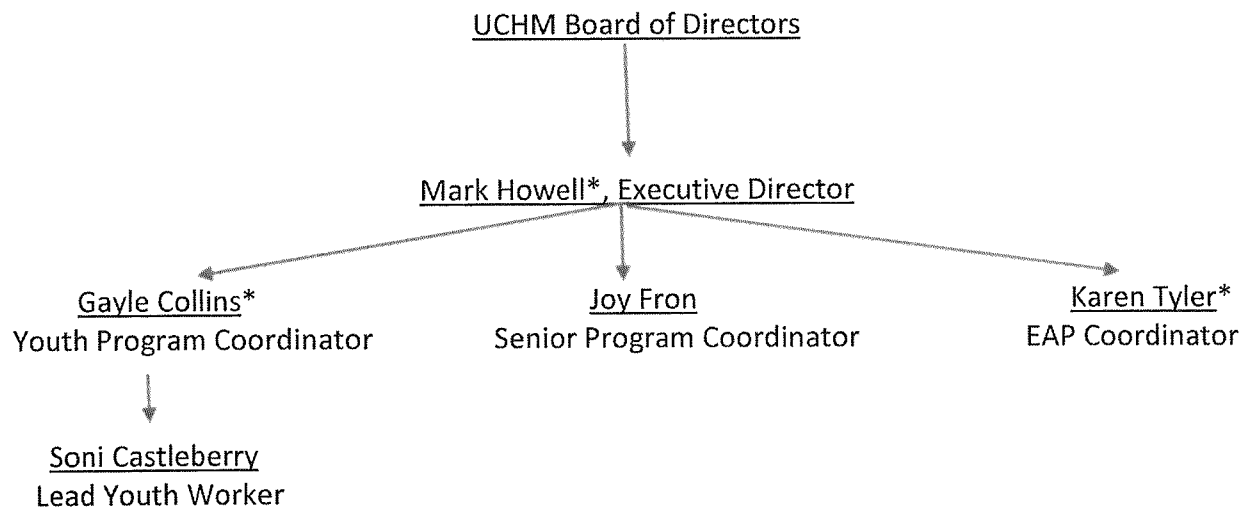 UCHM Board of Directors
Mark Howell*, Executive Director
Gayle Collins*
Youth Program Coordinator
Joy Fron
Senior Program Coordinator
Karen Tyler*
EAP Coordinator
Soni Castleberry
Lead Youth Worker